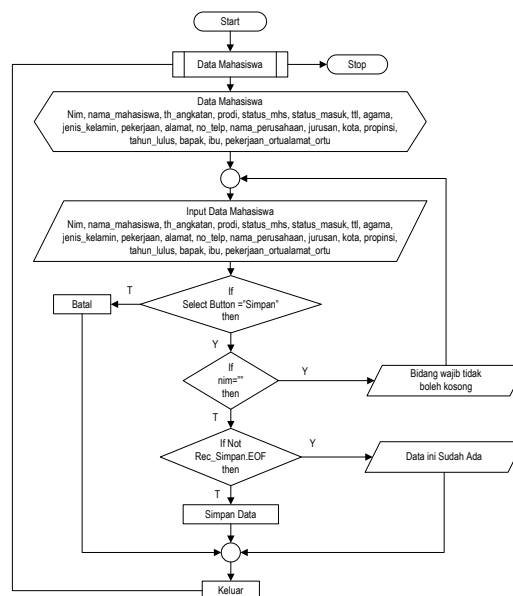 Start
Data Mahasiswa
Stop
Data Mahasiswa
Nim, nama_mahasiswa, th_angkatan, prodi, status_mhs, status_masuk, ttl, agama,
jenis_kelamin, pekerjaan, alamat, no_telp, nama_perusahaan, jurusan, kota, propinsi,
tahun_lulus, bapak, ibu, pekerjaan_ortualamat_ortu
Input Data Mahasiswa
Nim, nama_mahasiswa, th_angkatan, prodi, status_mhs, status_masuk, ttl, agama,
jenis_kelamin, pekerjaan, alamat, no_telp, nama_perusahaan, jurusan, kota, propinsi,
tahun_lulus, bapak, ibu, pekerjaan_ortualamat_ortu
Batal
T
If
Select Button ="Simpan"
then
Y
If
nim=""
then
Y
Bidang wajib tidak
boleh kosong
T
If Not
Rec_Simpan.EOF
then
Y
Data ini Sudah Ada
T
Simpan Data
Keluar